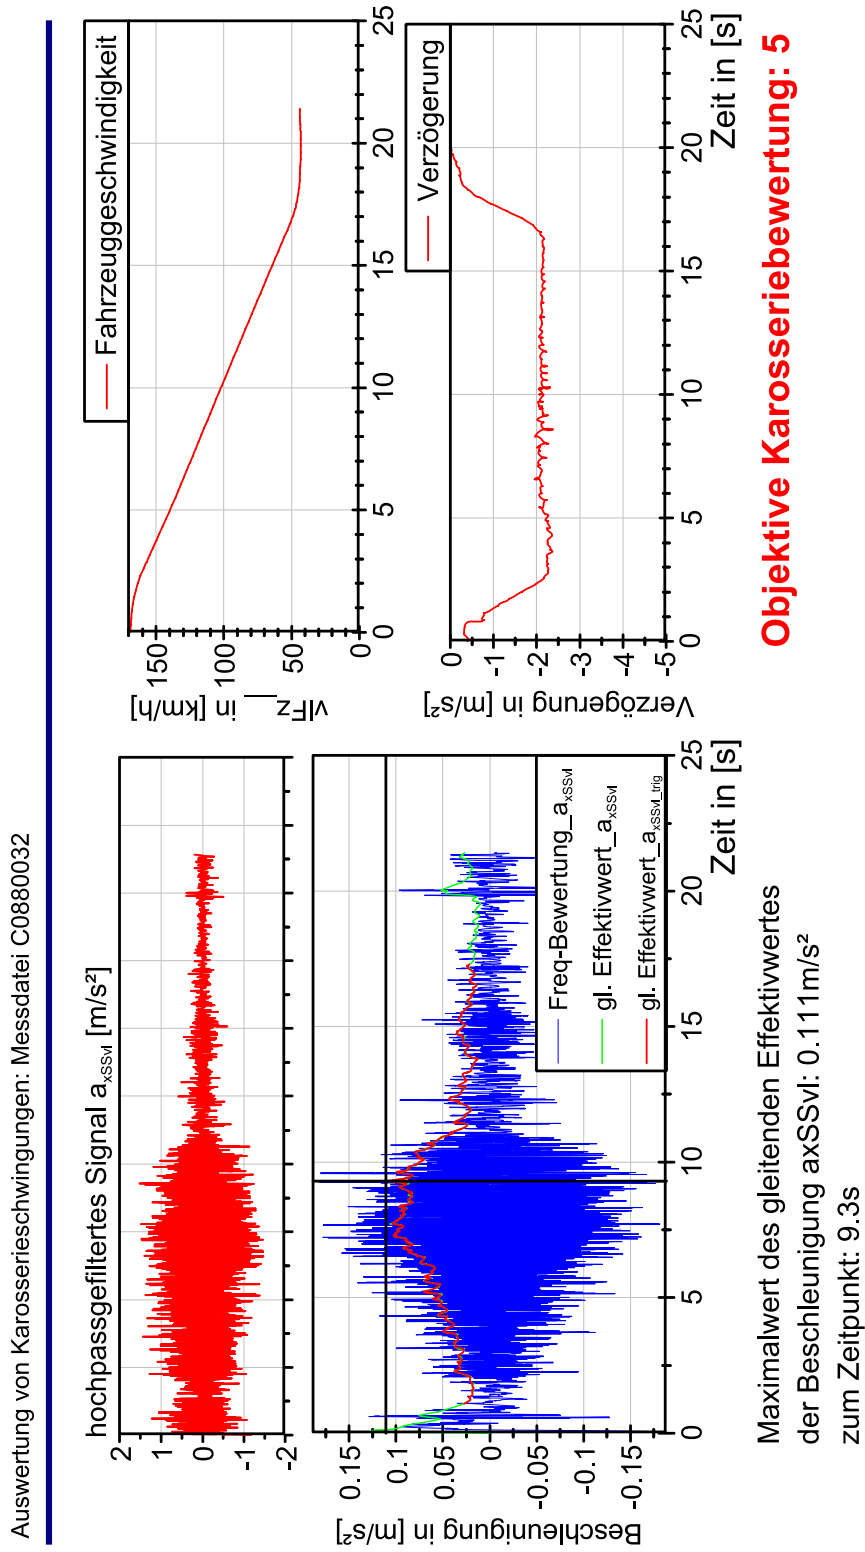 Auswertung von Karosserieschwingungen: Messdatei C0880032
hochpassgefiltertes Signal a_xSSvl [m/s²]
2
1
0
-1
-2
Fahrzeuggeschwindigkeit
vlFz__ in [km/h]
150
100
50
0
0 5 10 15 20 25
Beschleunigung in [m/s²]
0.15
0.1
0.05
0
-0.05
-0.1
-0.15
Freq-Bewertung_a_xSSvl
gl. Effektivwert_a_xSSvl
gl. Effektivwert_a_xSSvl_trig
0 5 10 15 20 25
Zeit in [s]
Verzögerung
Verzögerung in [m/s²]
0
-1
-2
-3
-4
-5
0 5 10 15 20 25
Zeit in [s]
Maximalwert des gleitenden Effektivwertes
der Beschleunigung axSSvl: 0.111m/s²
zum Zeitpunkt: 9.3s
Objektive Karosseriebewertung: 5